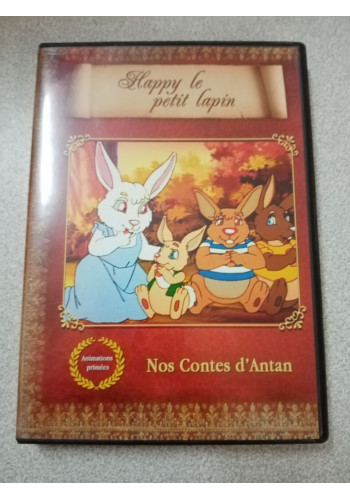 Happy le
petit lapin
Animations
primées
Nos Contes d'Antan